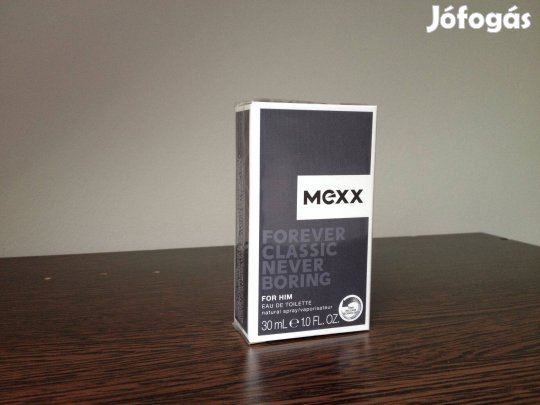 Jófogás
mexx
FOREVER
CLASSIC
NEVER
BORING
FOR HIM
EAU DE TOILETTE
natural spray/vaporisateur
30 mL ℮ 1.0 FL. OZ.